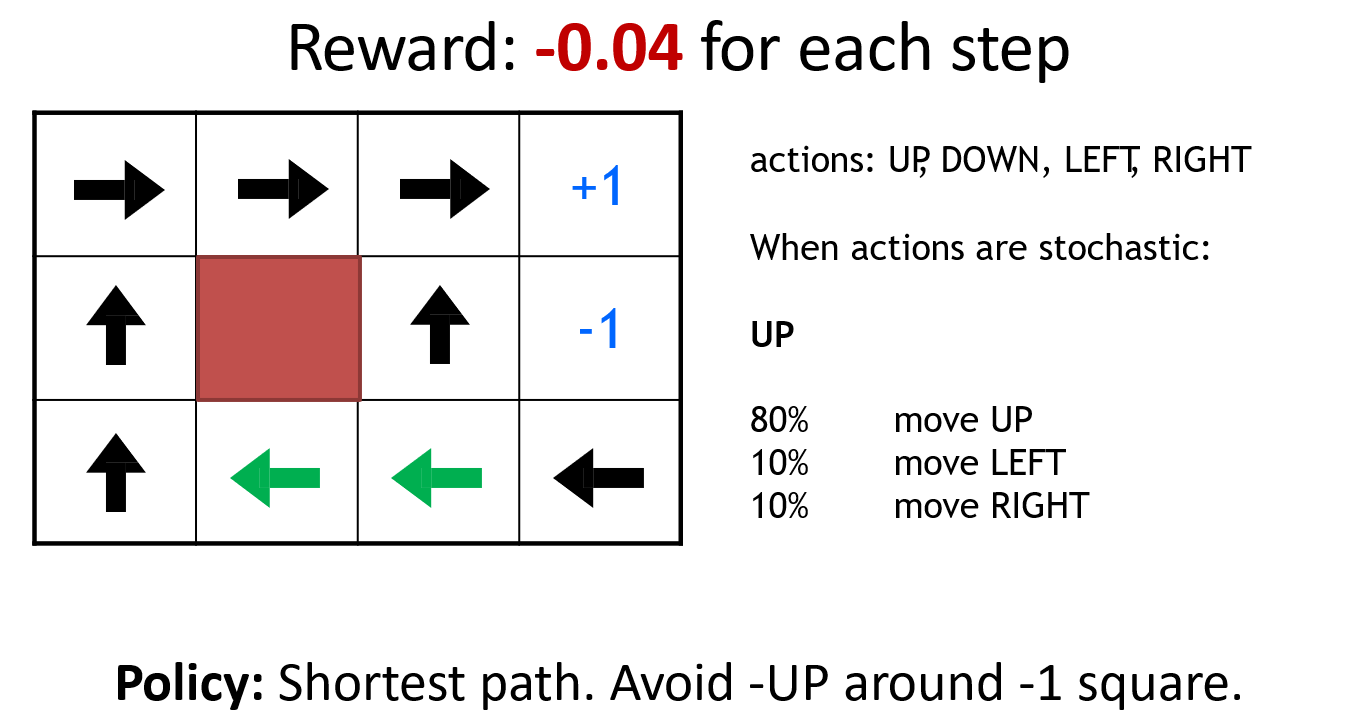 Reward: -0.04 for each step
+1
-1
actions: UP, DOWN, LEFT, RIGHT
When actions are stochastic:
UP
80% move UP
10% move LEFT
10% move RIGHT
Policy: Shortest path. Avoid -UP around -1 square.